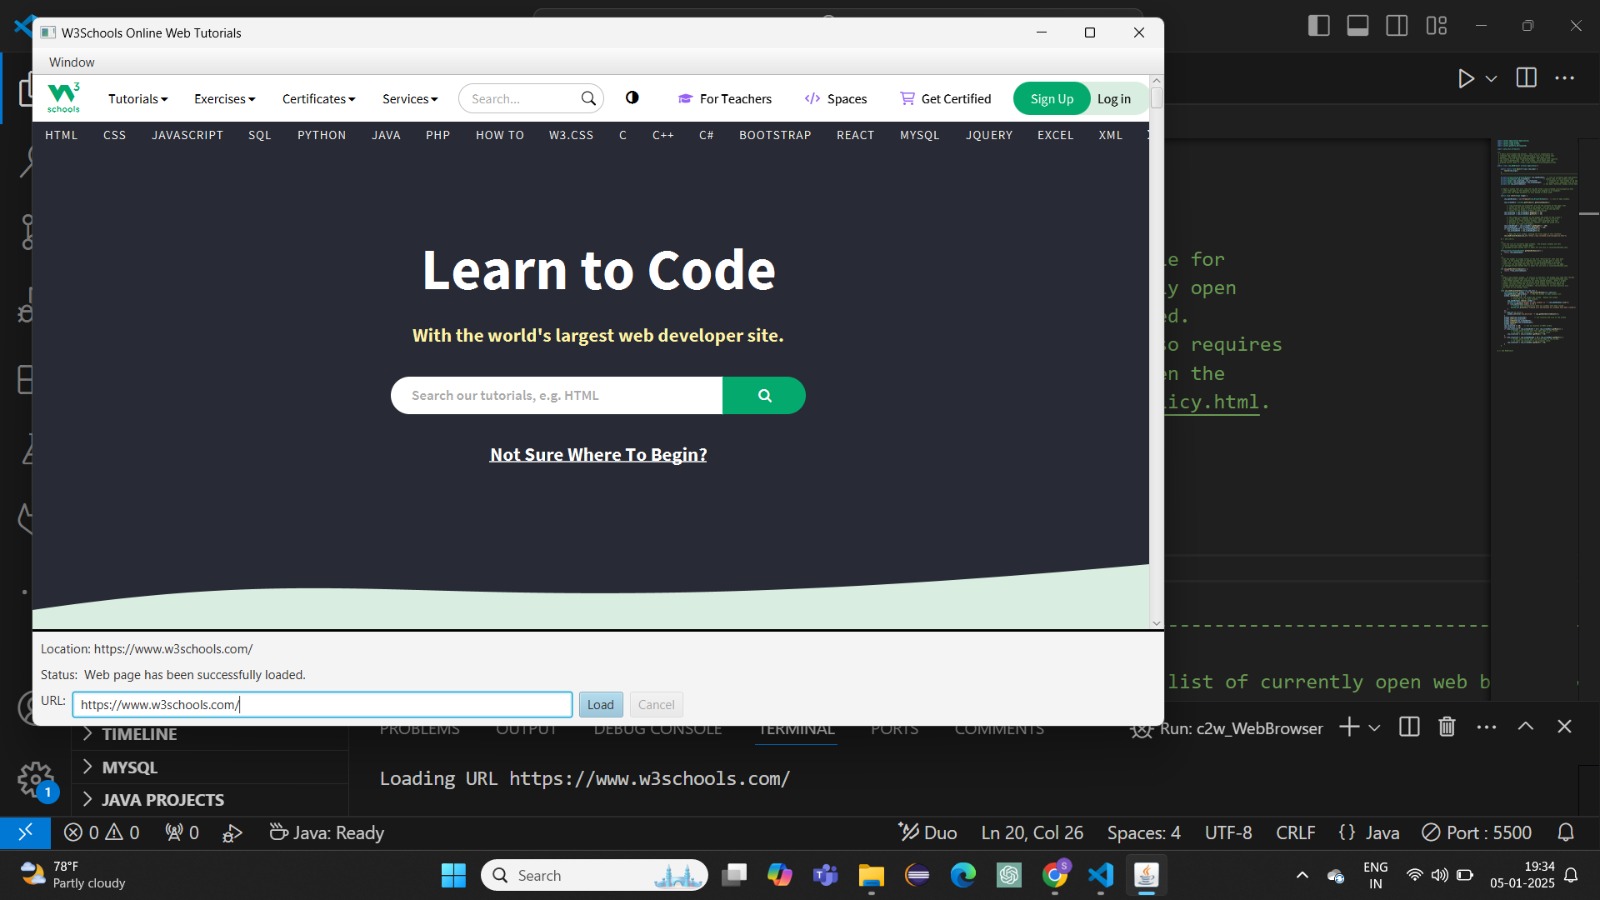 W3Schools Online Web Tutorials
Window
W3 schools
Tutorials Exercises Certificates Services Search... For Teachers Spaces Get Certified Sign Up Log in
HTML CSS JAVASCRIPT SQL PYTHON JAVA PHP HOW TO W3.CSS C C++ C# BOOTSTRAP REACT MYSQL JQUERY EXCEL XML
Learn to Code
With the world's largest web developer site.
Search our tutorials, e.g. HTML
Not Sure Where To Begin?
e for
y open
ed.
so requires
en the
icy.html.
Location: https://www.w3schools.com/
Status: Web page has been successfully loaded.
URL: https://www.w3schools.com/ Load Cancel
list of currently open web b
TIMELINE
MYSQL
JAVA PROJECTS
PROBLEMS OUTPUT DEBUG CONSOLE TERMINAL PORTS COMMENTS Run: c2w_WebBrowser
Loading URL https://www.w3schools.com/
1
0 0 0 Java: Ready Duo Ln 20, Col 26 Spaces: 4 UTF-8 CRLF {} Java Port : 5500
78°F
Partly cloudy
Search
ENG
IN
19:34
05-01-2025